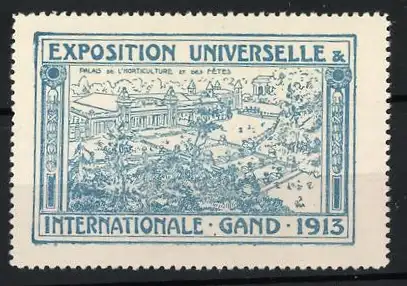 EXPOSITION UNIVERSELLE &
PALAIS DE L'HORTICULTURE ET DES FÊTES
INTERNATIONALE · GAND · 1913